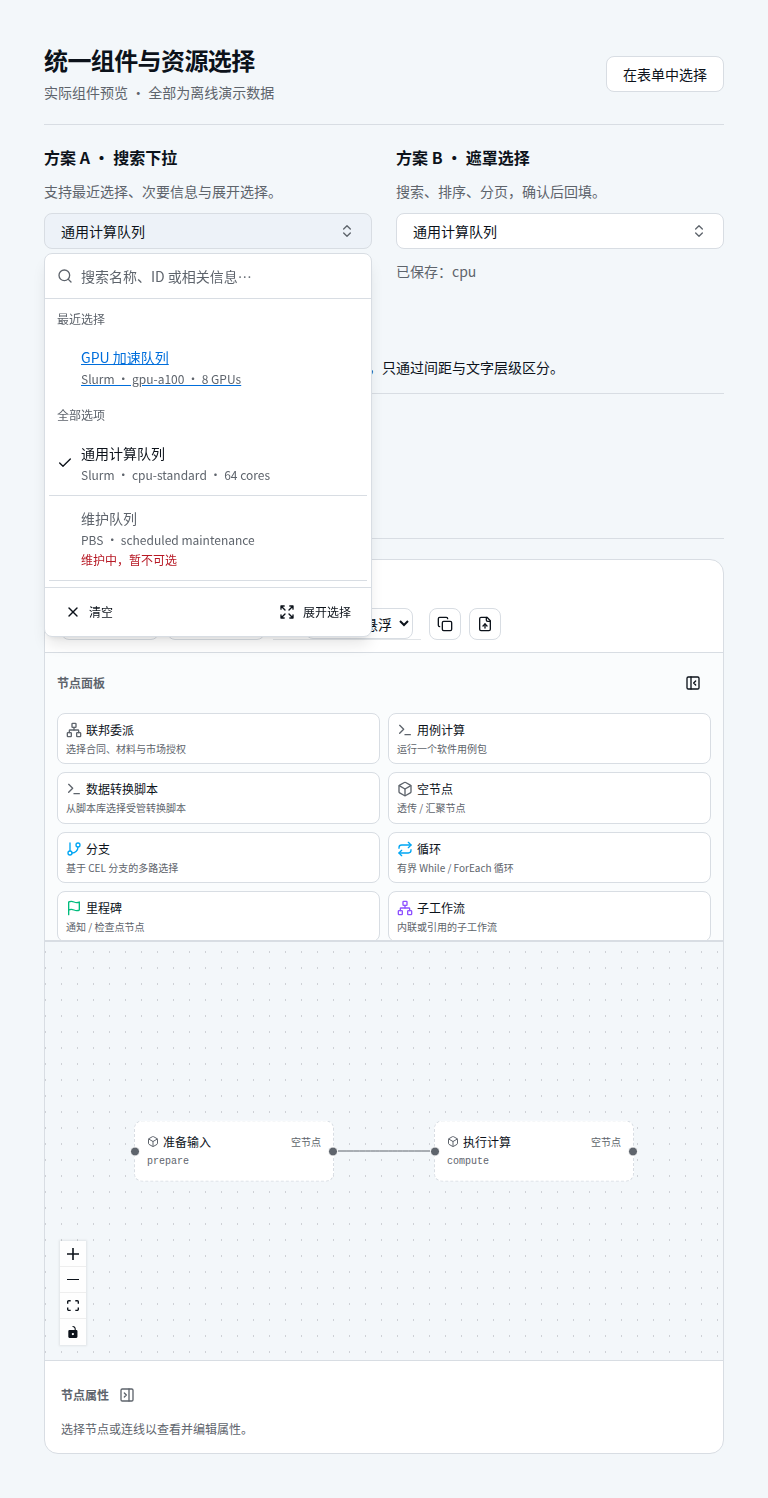 统一组件与资源选择
实际组件预览 • 全部为离线演示数据
在表单中选择
方案 A • 搜索下拉
支持最近选择、次要信息与展开选择。
通用计算队列
搜索名称、ID 或相关信息…
最近选择
GPU 加速队列
Slurm • gpu-a100 • 8 GPUs
全部选项
通用计算队列
Slurm • cpu-standard • 64 cores
维护队列
PBS • scheduled maintenance
维护中，暂不可选
清空
展开选择
方案 B • 遮罩选择
搜索、排序、分页，确认后回填。
通用计算队列
已保存：cpu
只通过间距与文字层级区分。
悬浮
节点面板
联邦委派
选择合同、材料与市场授权
用例计算
运行一个软件用例包
数据转换脚本
从脚本库选择受管转换脚本
空节点
透传 / 汇聚节点
分支
基于 CEL 分支的多路选择
循环
有界 While / ForEach 循环
里程碑
通知 / 检查点节点
子工作流
内联或引用的子工作流
准备输入
空节点
prepare
执行计算
空节点
compute
节点属性
选择节点或连线以查看并编辑属性。